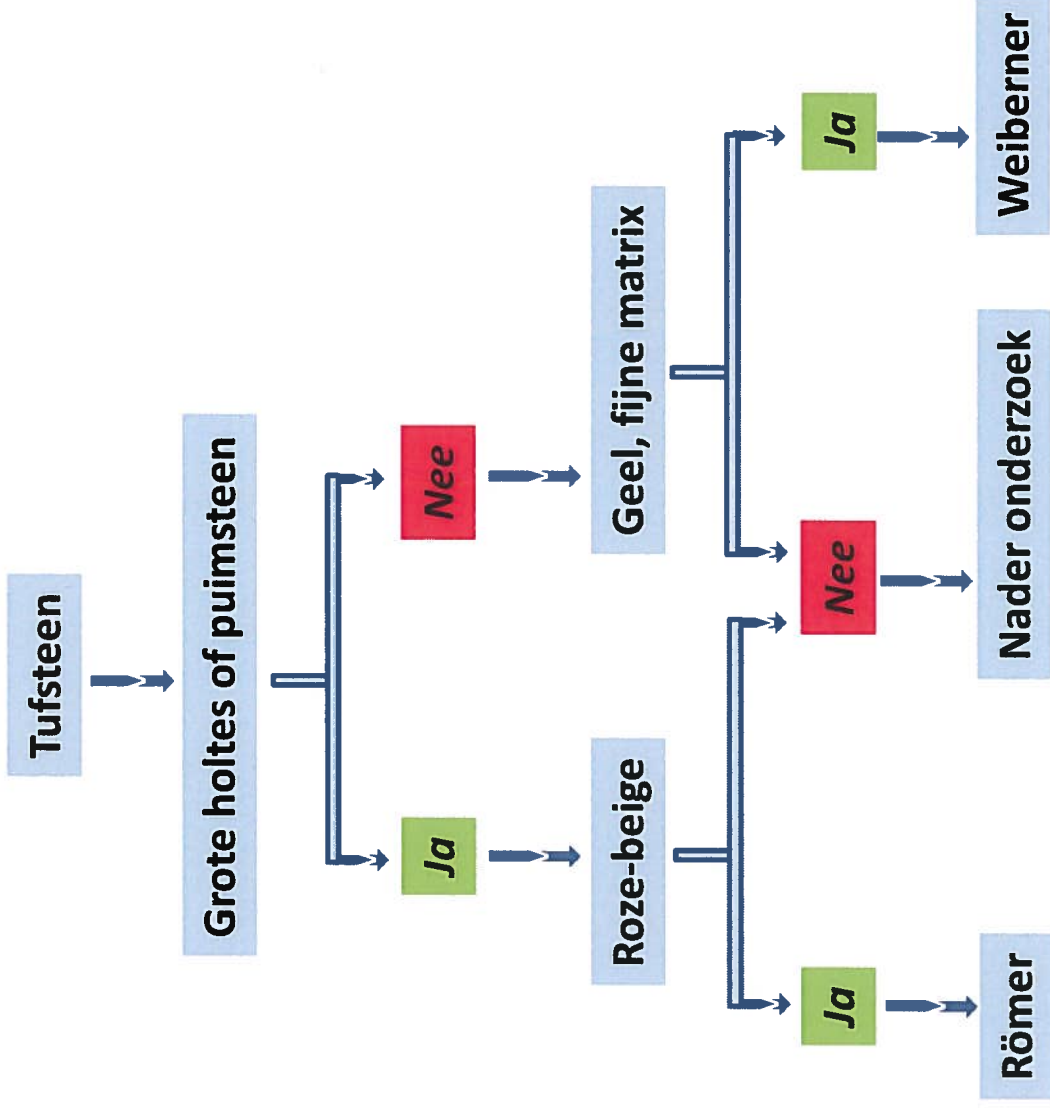 Tufsteen
Grote holtes of puimsteen
Ja
Nee
Roze-beige
Geel, fijne matrix
Ja
Nee
Ja
Römer
Nader onderzoek
Weiberner